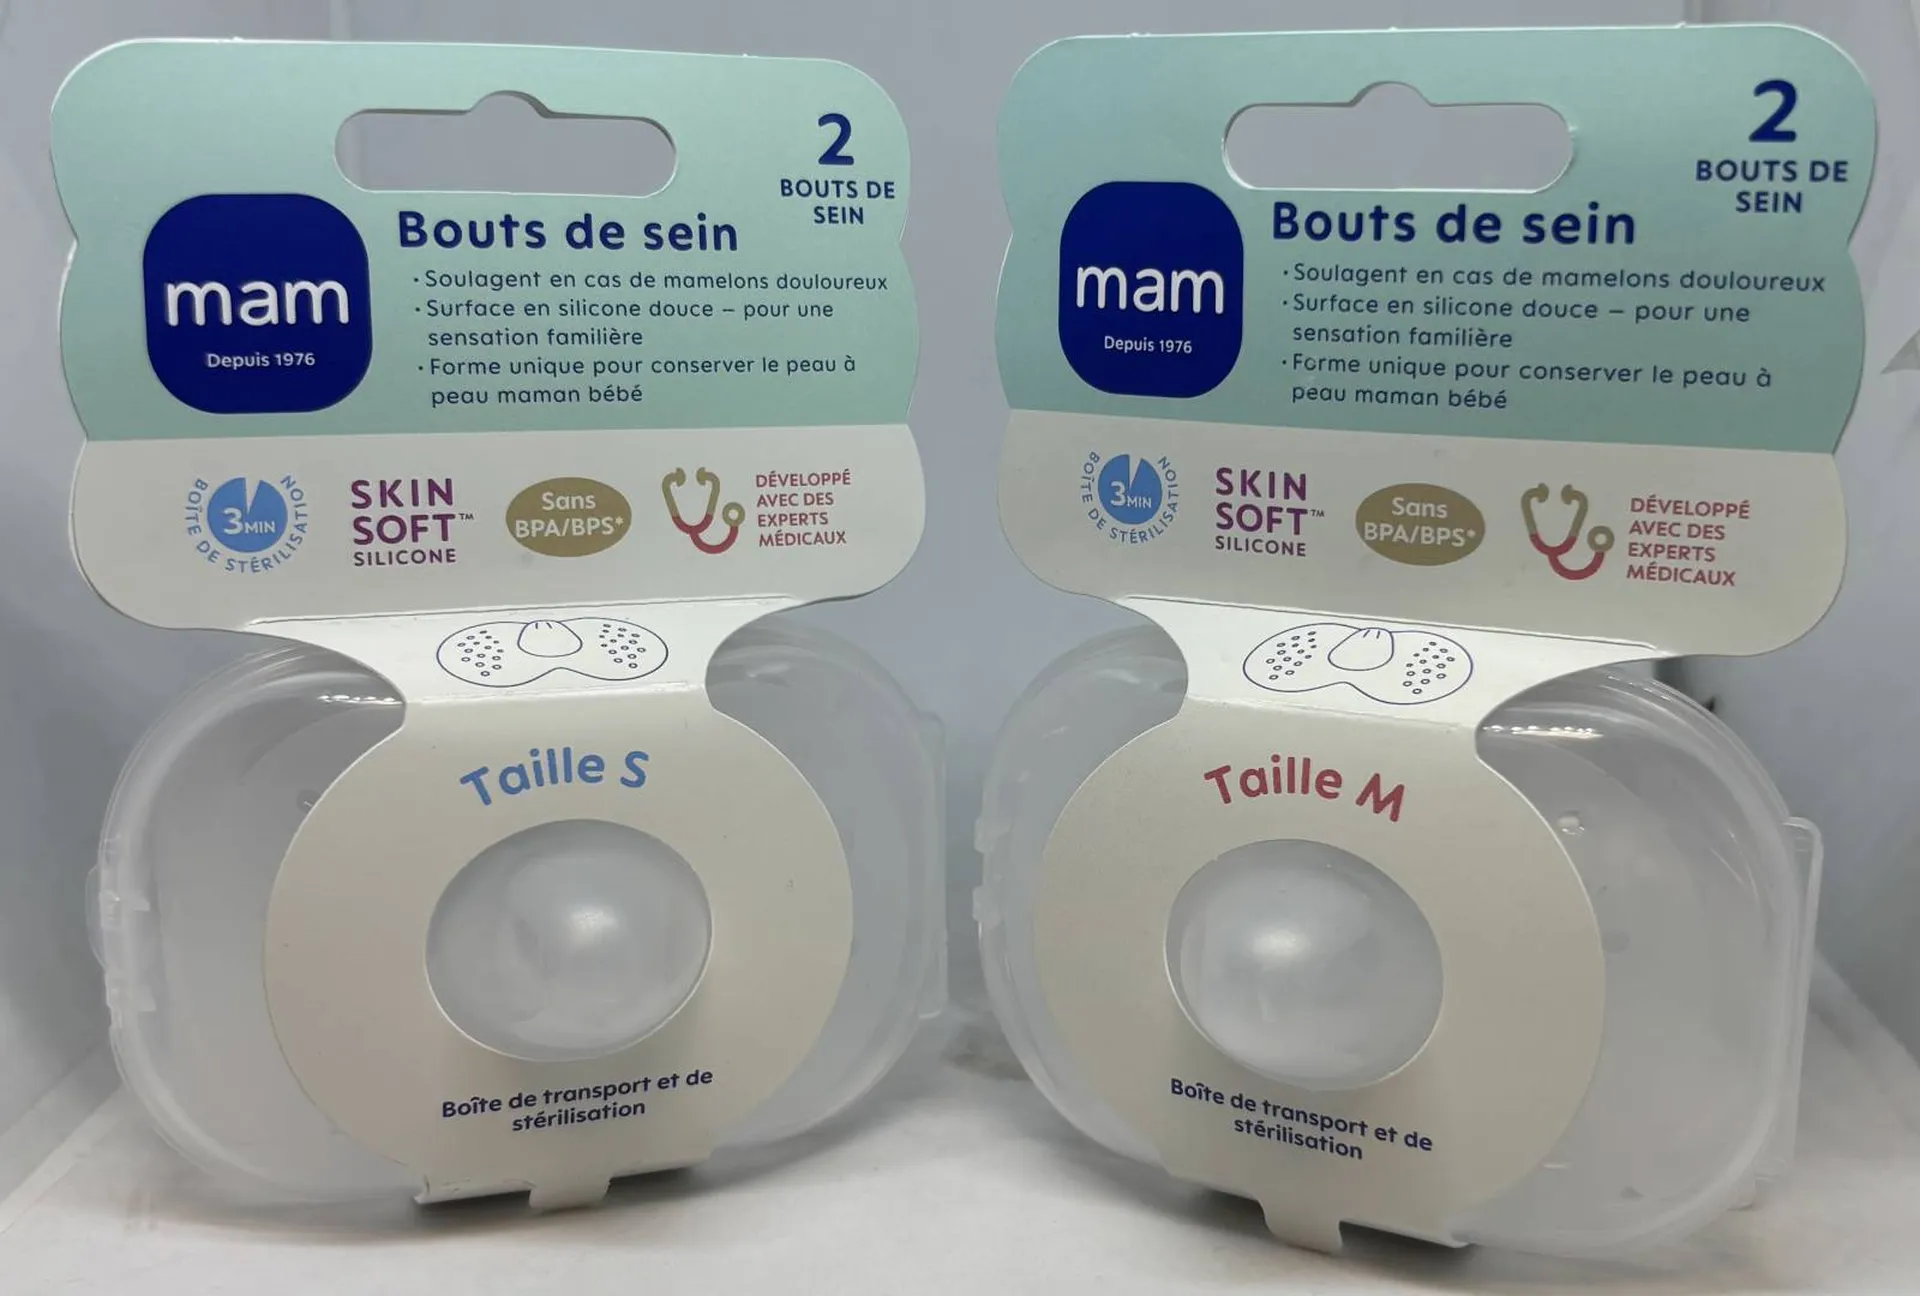 2
BOUTS DE
SEIN
Bouts de sein
mam
Depuis 1976
· Soulagent en cas de mamelons douloureux
· Surface en silicone douce – pour une
sensation familière
· Forme unique pour conserver le peau à
peau maman bébé
3 MIN
BOÎTE DE STÉRILISATION
SKIN
SOFT™
SILICONE
Sans
BPA/BPS*
DÉVELOPPÉ
AVEC DES
EXPERTS
MÉDICAUX
Taille S
Boîte de transport et de
stérilisation
2
BOUTS DE
SEIN
Bouts de sein
mam
Depuis 1976
· Soulagent en cas de mamelons douloureux
· Surface en silicone douce – pour une
sensation familière
· Forme unique pour conserver le peau à
peau maman bébé
3 MIN
BOÎTE DE STÉRILISATION
SKIN
SOFT™
SILICONE
Sans
BPA/BPS*
DÉVELOPPÉ
AVEC DES
EXPERTS
MÉDICAUX
Taille M
Boîte de transport et de
stérilisation